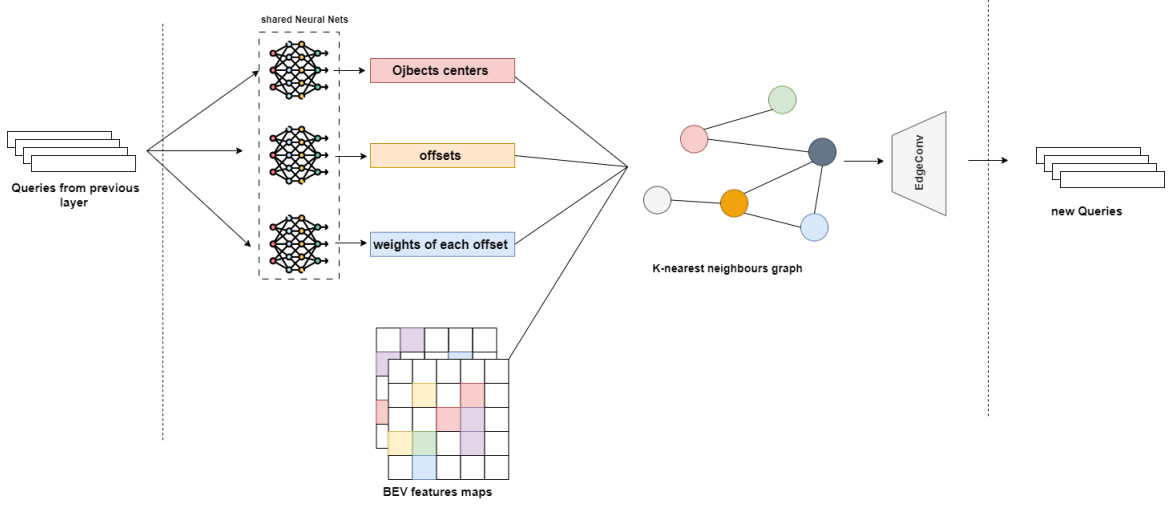 shared Neural Nets
Ojbects centers
offsets
weights of each offset
Queries from previous
layer
K-nearest neighbours graph
EdgeConv
new Queries
BEV features maps